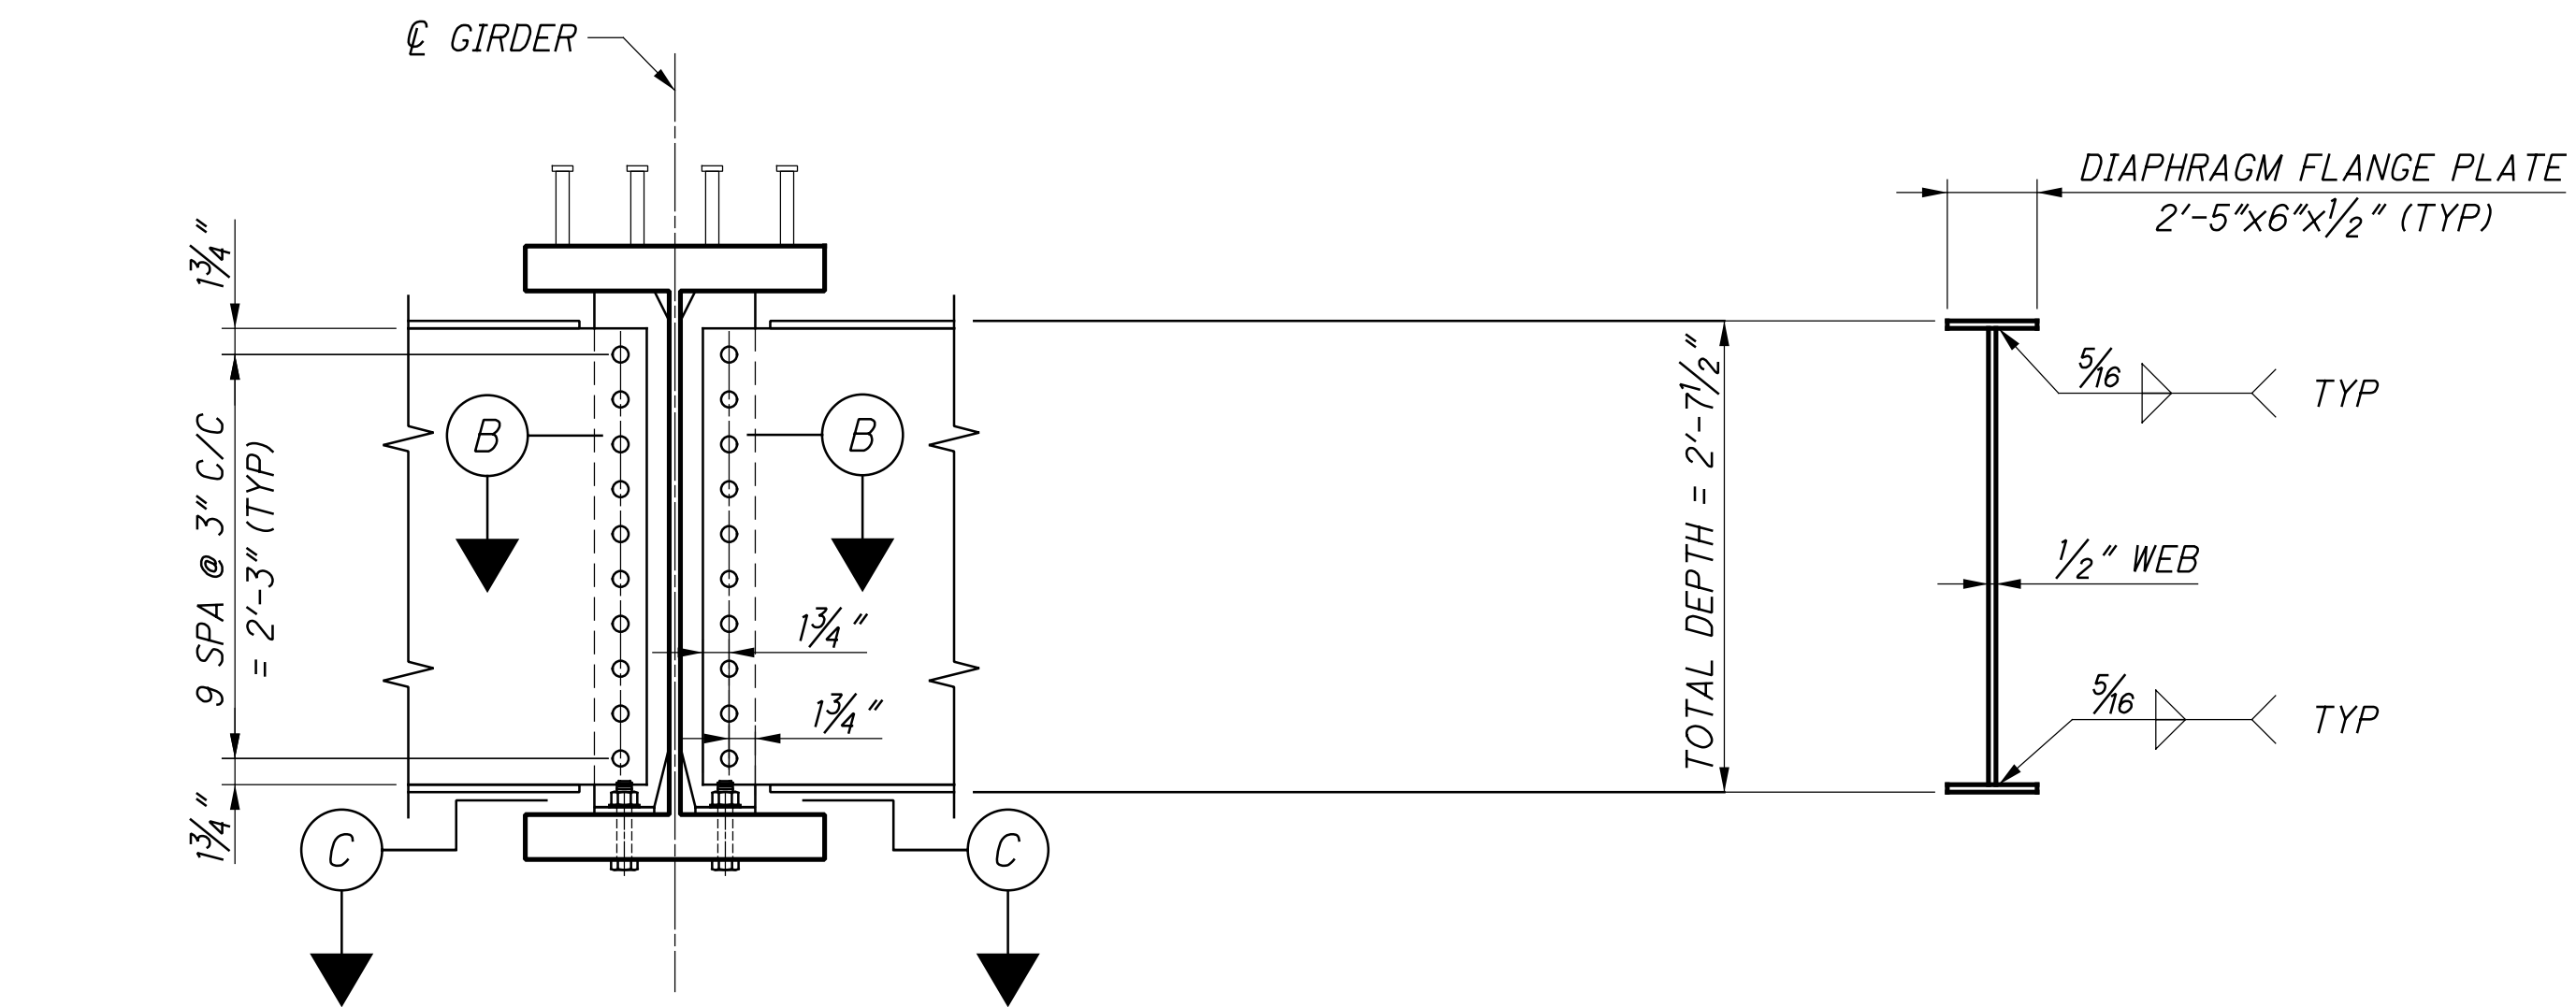 ℄ GIRDER
DIAPHRAGM FLANGE PLATE
2'-5"x6"x½" (TYP)
1¾"
9 SPA @ 3" C/C
= 2'-3" (TYP)
1¾"
B
B
1¾"
1¾"
C
C
TOTAL DEPTH = 2'-7½"
5/16
TYP
½" WEB
5/16
TYP